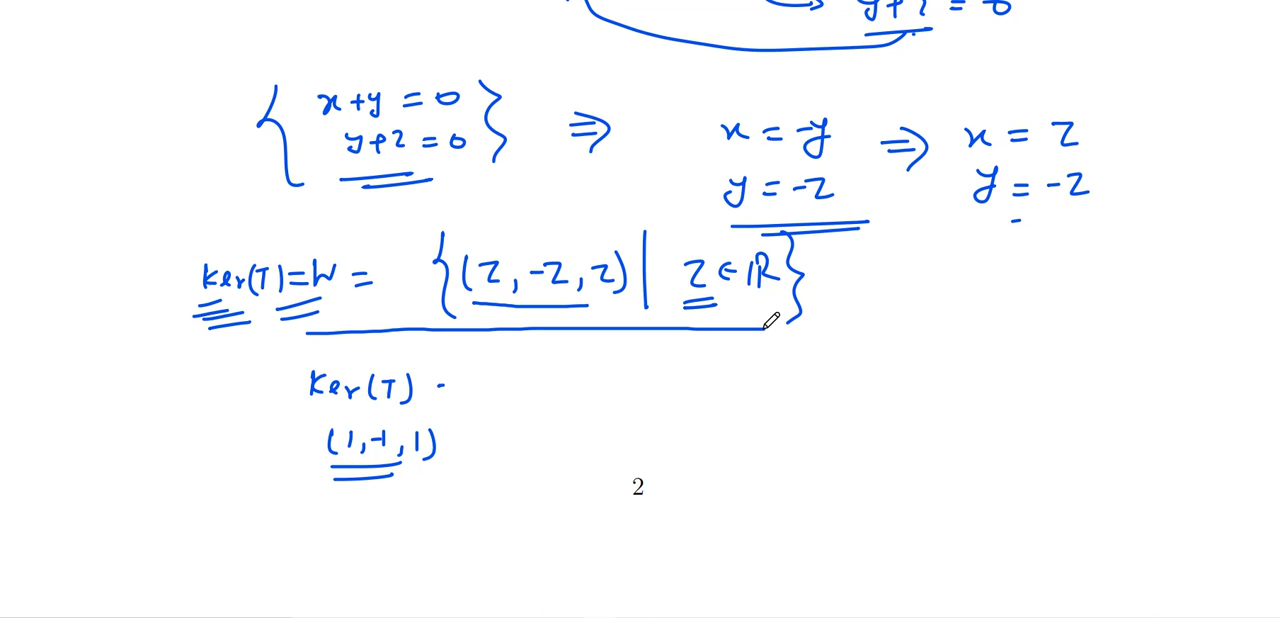 y+z = 0
x+y = 0
y+z = 0
⇒
x = -y
y = -z
⇒
x = z
y = -z
Ker(T) = W = {(z, -z, z) | z ∈ ℝ}
Ker(T) -
(1, -1, 1)
2